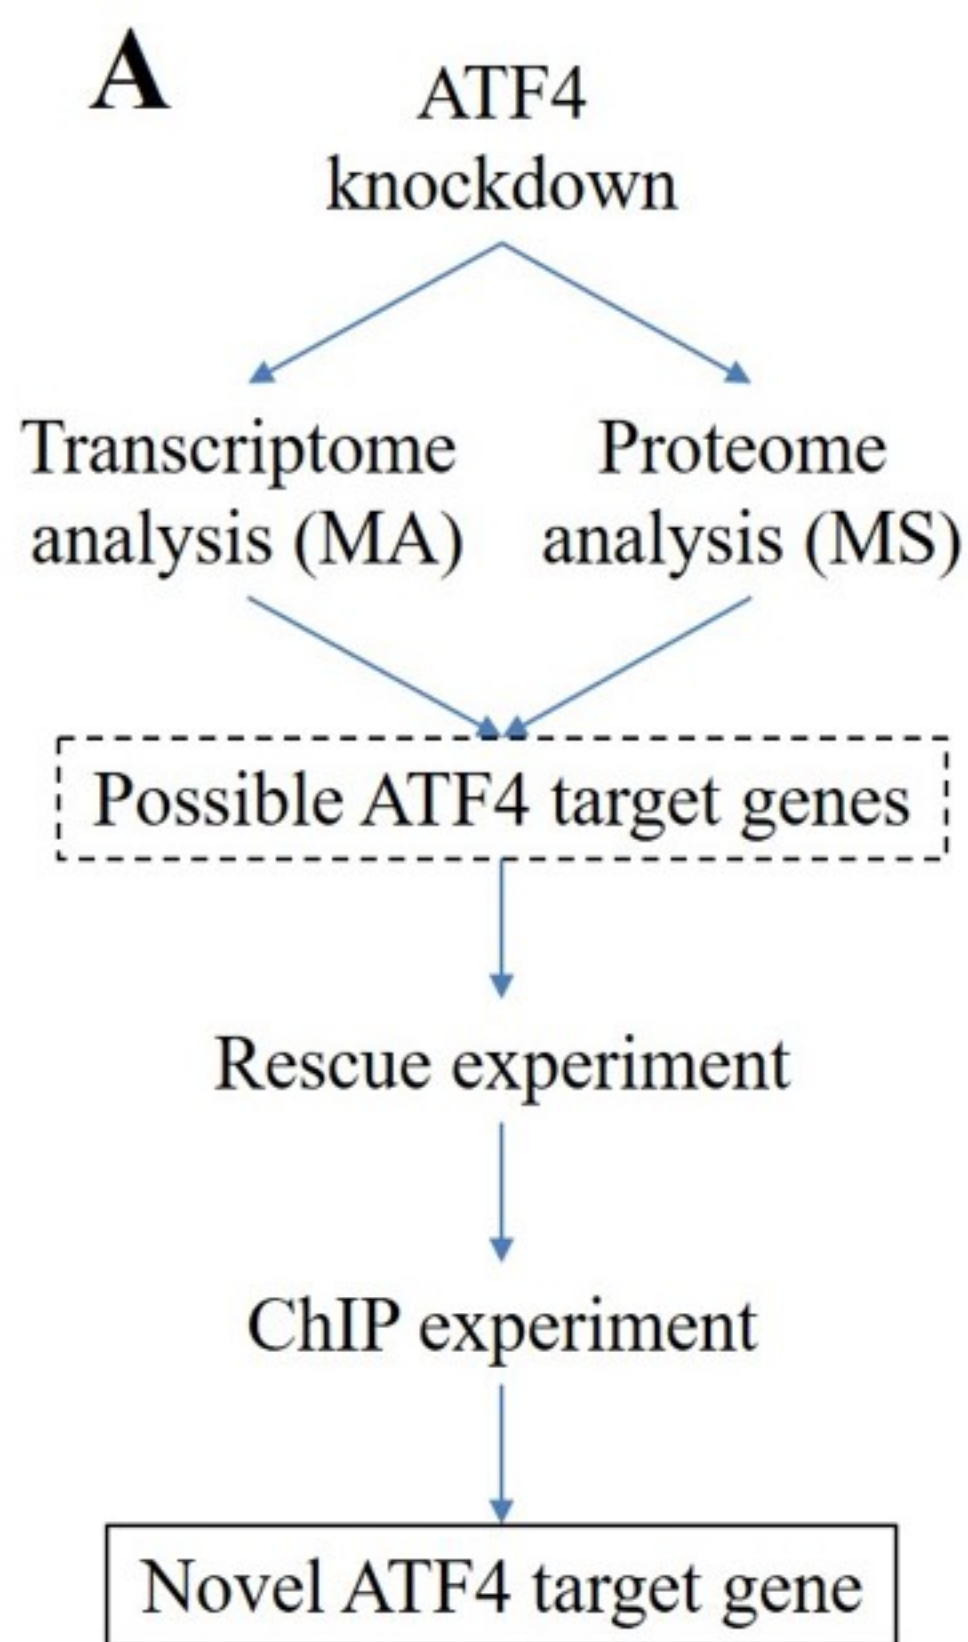 A
ATF4
knockdown
Transcriptome
analysis (MA)
Proteome
analysis (MS)
Possible ATF4 target genes
Rescue experiment
ChIP experiment
Novel ATF4 target gene